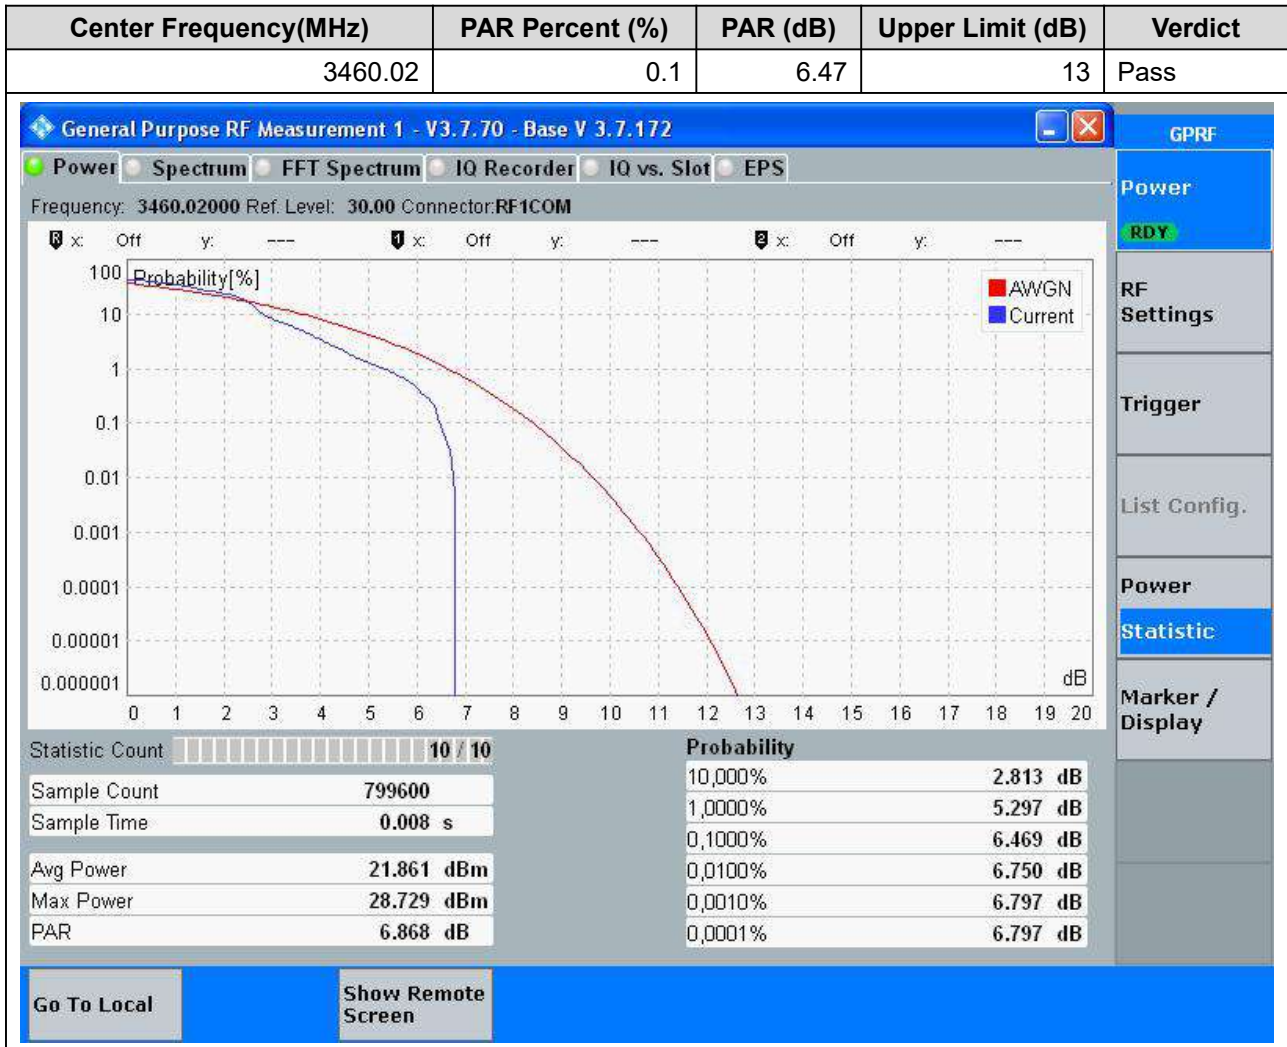 Center Frequency(MHz) PAR Percent (%) PAR (dB) Upper Limit (dB) Verdict
3460.02 0.1 6.47 13 Pass
General Purpose RF Measurement 1 - V3.7.70 - Base V 3.7.172
GPRF
Power Spectrum FFT Spectrum IQ Recorder IQ vs. Slot EPS
Power
RDY
Frequency: 3460.02000 Ref. Level: 30.00 Connector:RF1COM
R x: Off y: --- 1 x: Off y: --- 2 x: Off y: ---
Probability[%]
AWGN
Current
100
10
1
0.1
0.01
0.001
0.0001
0.00001
0.000001
dB
0 1 2 3 4 5 6 7 8 9 10 11 12 13 14 15 16 17 18 19 20
RF
Settings
Trigger
List Config.
Power
Statistic
Marker /
Display
Statistic Count 10 / 10
Sample Count 799600
Sample Time 0.008 s
Avg Power 21.861 dBm
Max Power 28.729 dBm
PAR 6.868 dB
Probability
10,000% 2.813 dB
1,0000% 5.297 dB
0,1000% 6.469 dB
0,0100% 6.750 dB
0,0010% 6.797 dB
0,0001% 6.797 dB
Go To Local
Show Remote
Screen